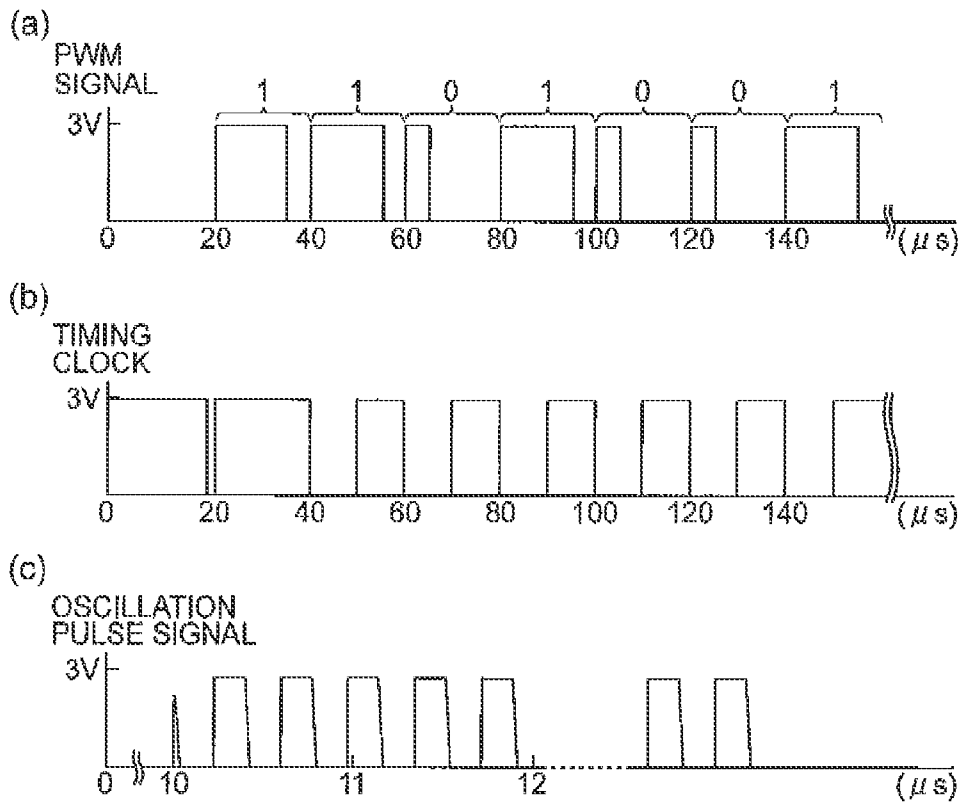 (a)
PWM
SIGNAL
1 1 0 1 0 0 1
3V
0 20 40 60 80 100 120 140 (μs)
(b)
TIMING
CLOCK
3V
0 20 40 60 80 100 120 140 (μs)
(c)
OSCILLATION
PULSE SIGNAL
3V
0 10 11 12 (μs)